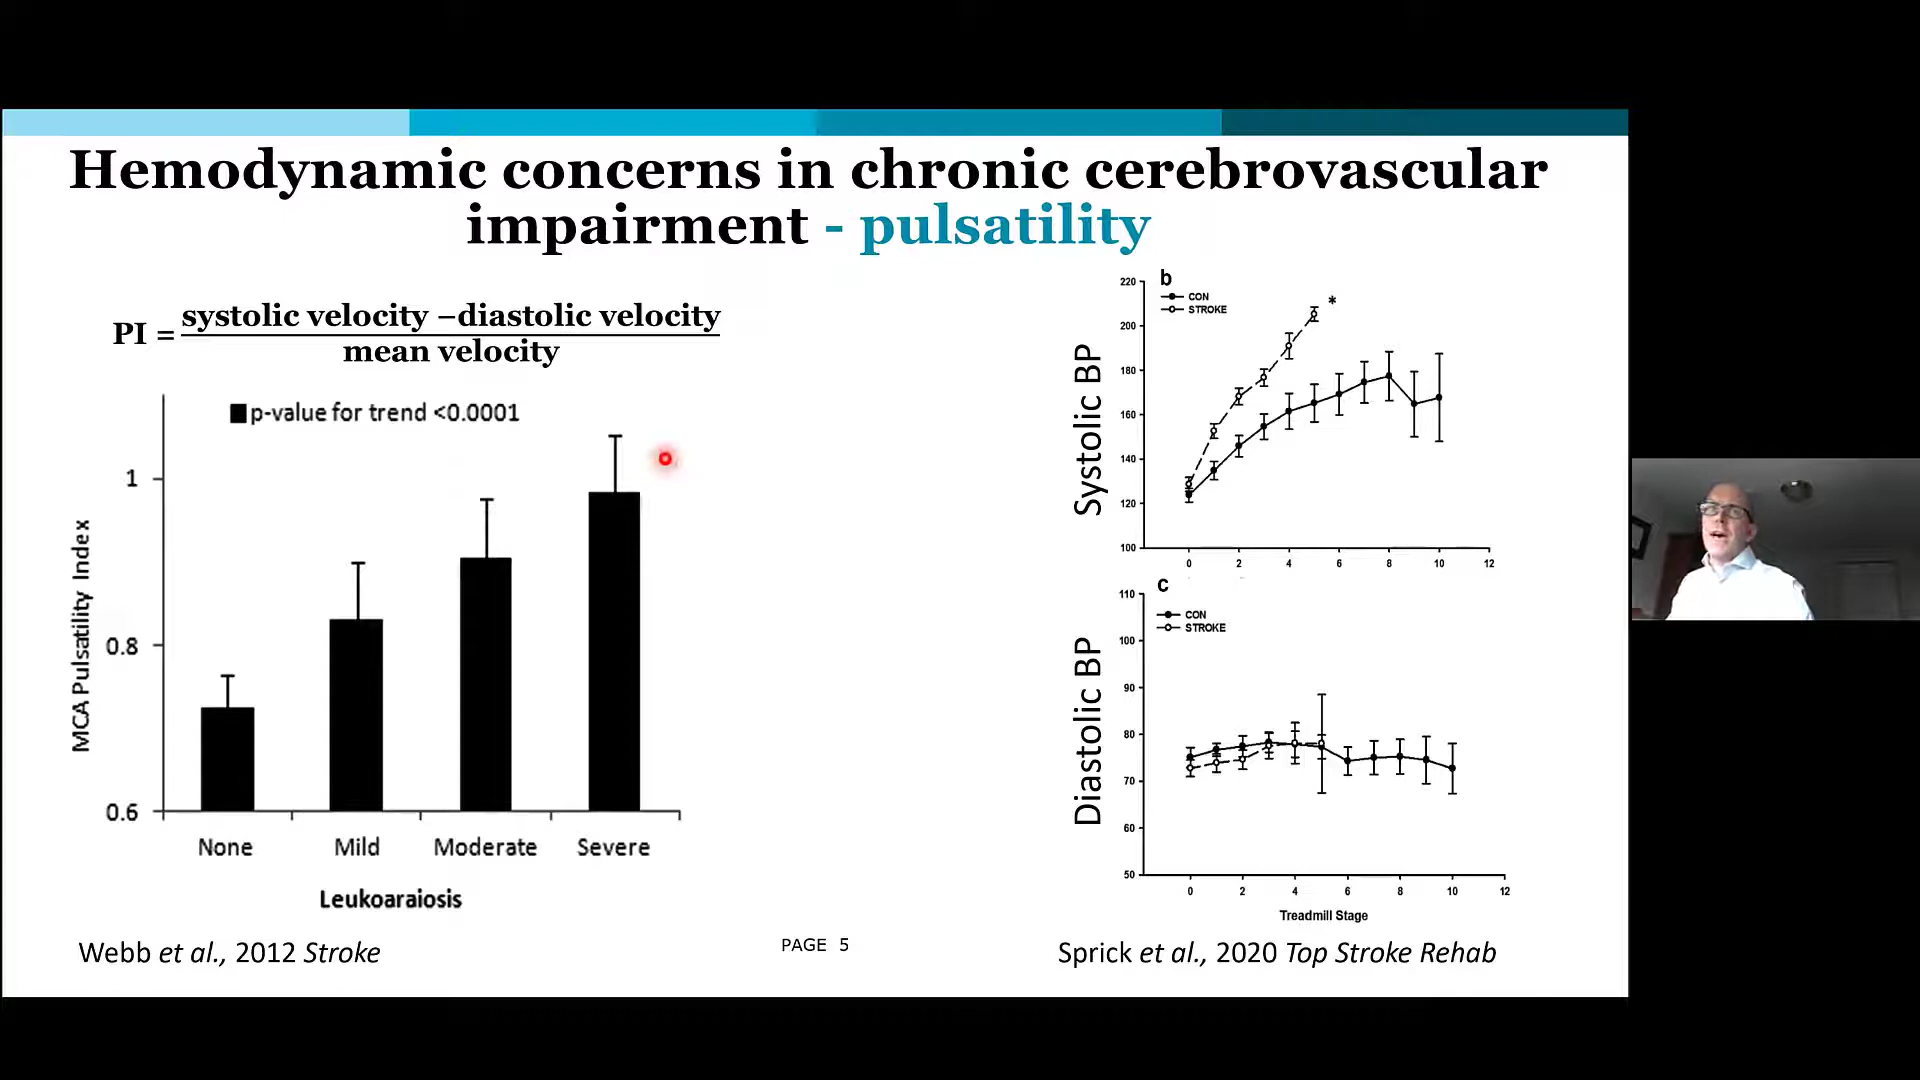 Hemodynamic concerns in chronic cerebrovascular
impairment - pulsatility
PI = systolic velocity –diastolic velocity
mean velocity
p-value for trend <0.0001
1
0.8
0.6
MCA Pulsatility Index
None Mild Moderate Severe
Leukoaraiosis
Webb et al., 2012 Stroke
PAGE 5
b
CON
STROKE
*
220
200
180
160
140
120
100
Systolic BP
0 2 4 6 8 10 12
c
CON
STROKE
110
100
90
80
70
60
50
Diastolic BP
0 2 4 6 8 10 12
Treadmill Stage
Sprick et al., 2020 Top Stroke Rehab